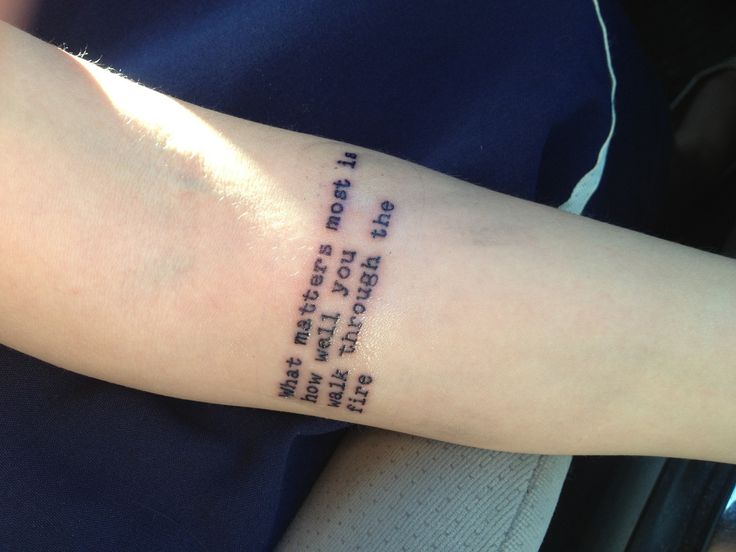 What matters most is
how well you
walk through the
fire